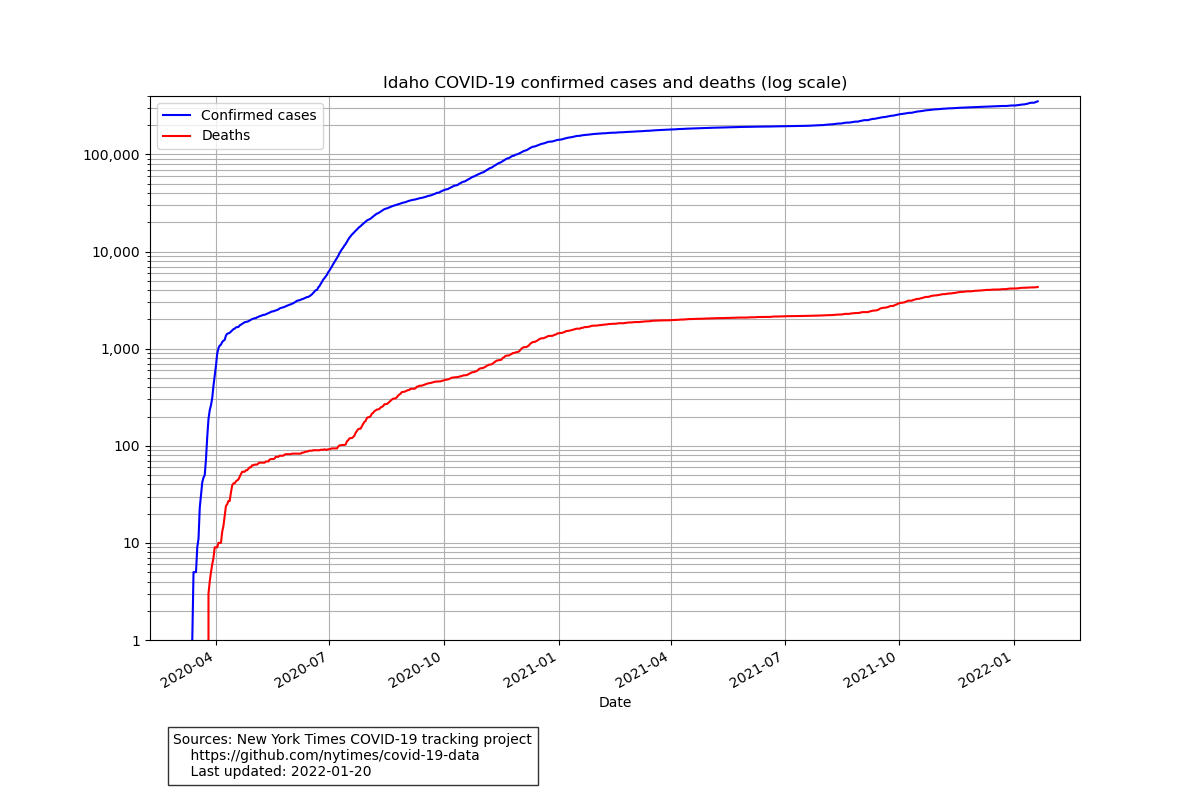 Idaho COVID-19 confirmed cases and deaths (log scale)
Confirmed cases
Deaths
100,000
10,000
1,000
100
10
1
2020-04
2020-07
2020-10
2021-01
2021-04
2021-07
2021-10
2022-01
Date
Sources: New York Times COVID-19 tracking project
https://github.com/nytimes/covid-19-data
Last updated: 2022-01-20